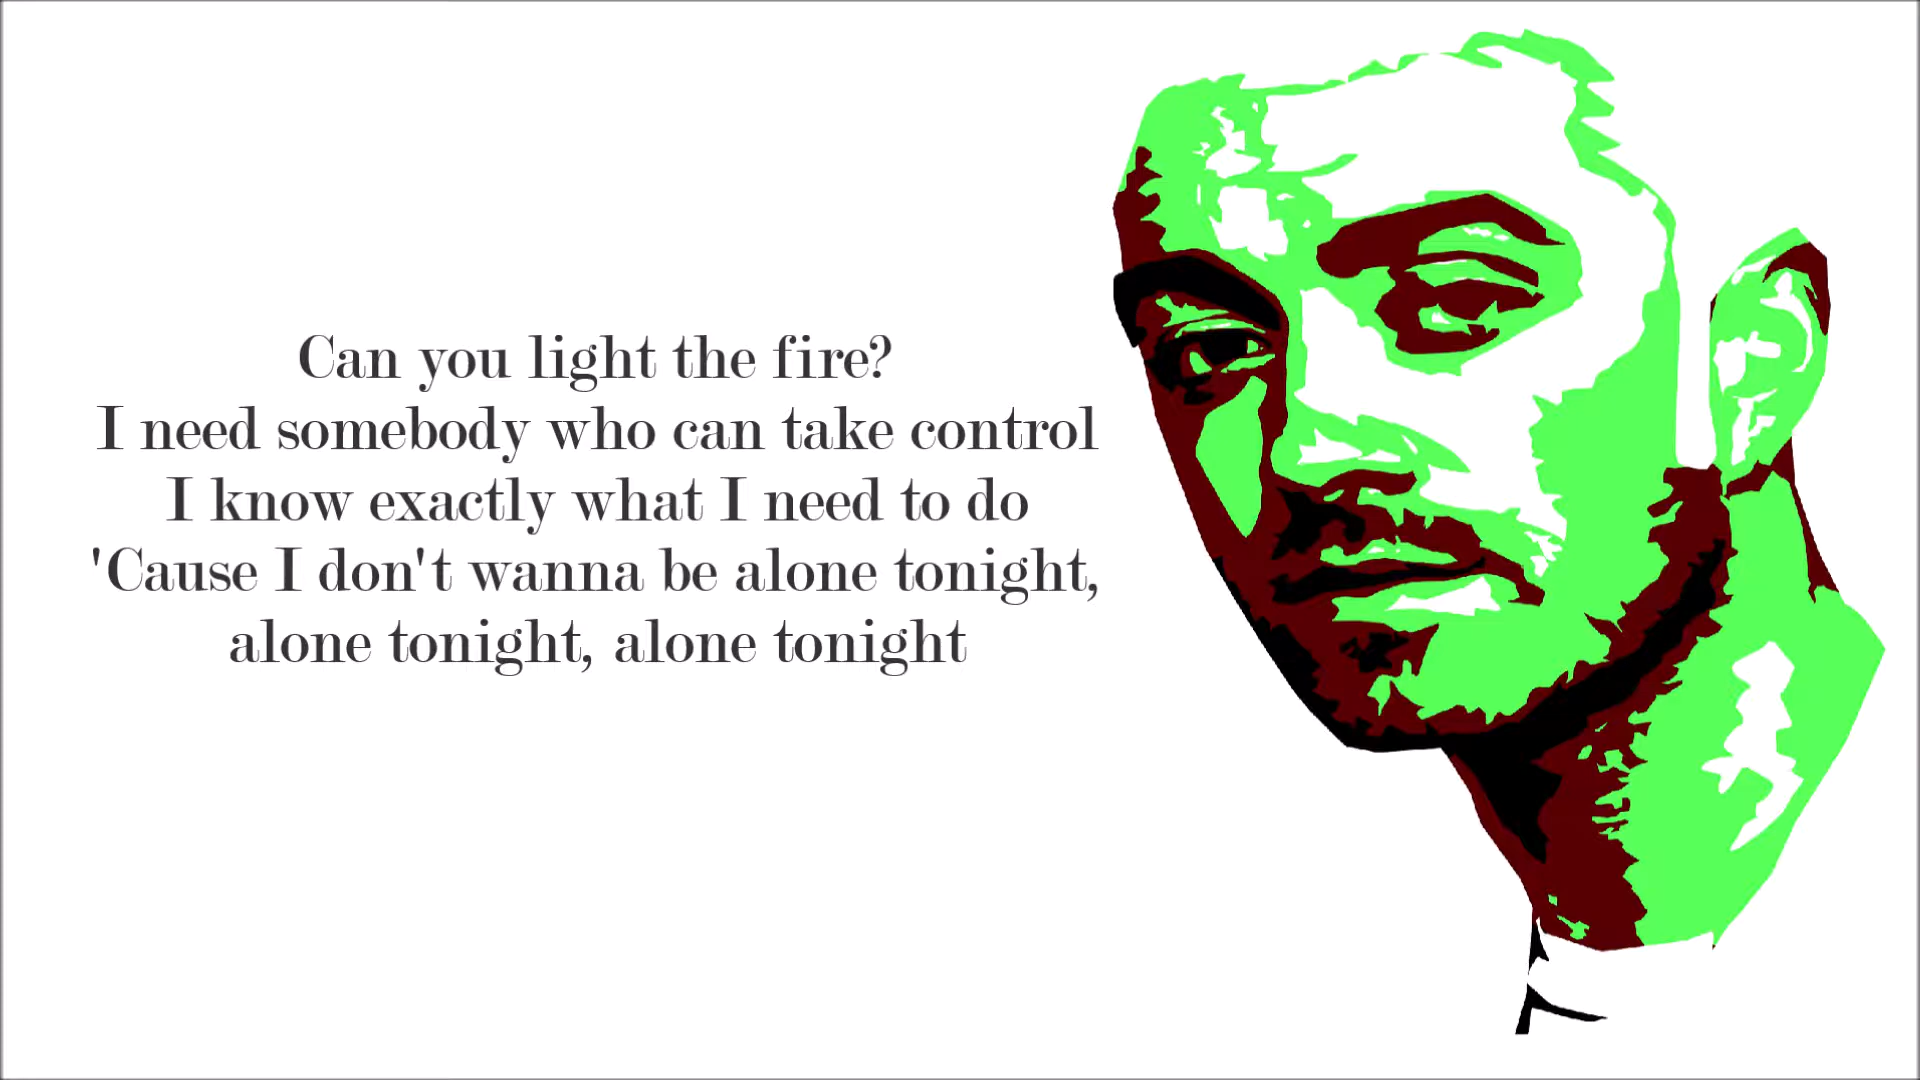 Can you light the fire?
I need somebody who can take control
I know exactly what I need to do
'Cause I don't wanna be alone tonight,
alone tonight, alone tonight